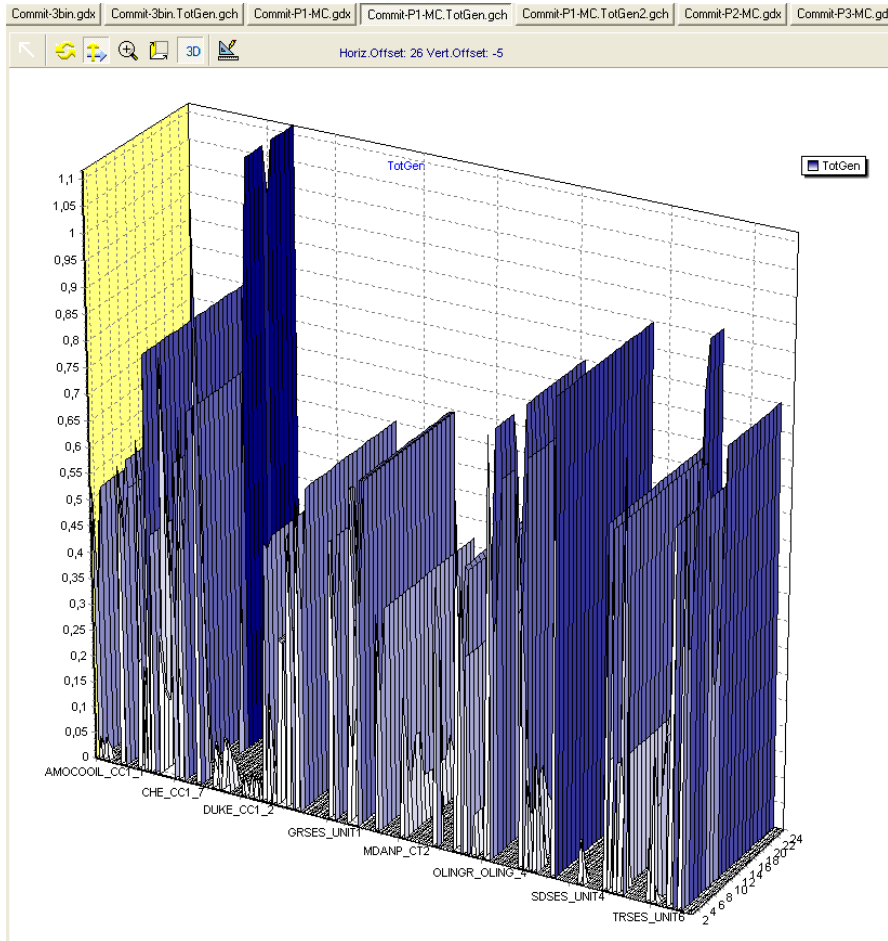 Commit-3bin.gdx Commit-3bin.TotGen.gch Commit-P1-MC.gdx Commit-P1-MC.TotGen.gch Commit-P1-MC.TotGen2.gch Commit-P2-MC.gdx Commit-P3-MC.gd
3D Horiz.Offset: 26 Vert.Offset: -5
TotGen
TotGen
1,1
1,05
1
0,95
0,9
0,85
0,8
0,75
0,7
0,65
0,6
0,55
0,5
0,45
0,4
0,35
0,3
0,25
0,2
0,15
0,1
0,05
0
AMOCOOIL_CC1_1
CHE_CC1_7
DUKE_CC1_2
GRSES_UNIT1
MDANP_CT2
OLINGR_OLING_4
SDSES_UNIT4
TRSES_UNIT6
2 4 6 8 10 12 14 16 18 20 22 24